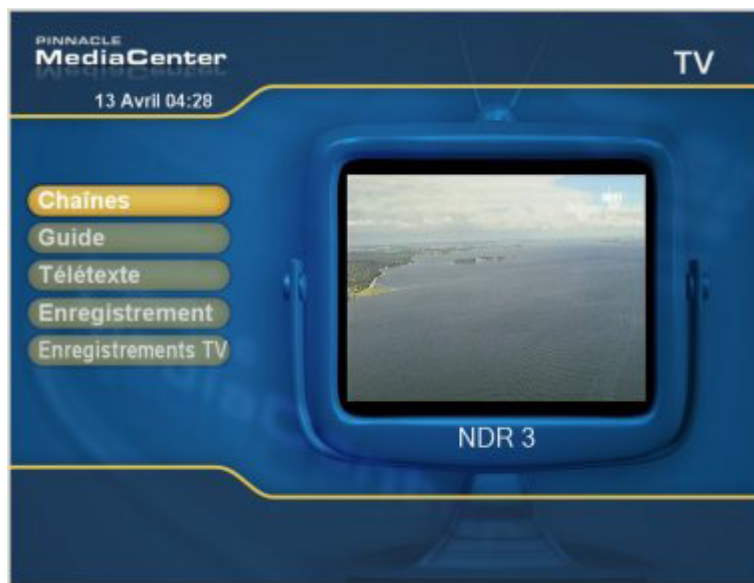 PINNACLE
MediaCenter
TV
13 Avril 04:28
Chaînes
Guide
Télétexte
Enregistrement
Enregistrements TV
NDR 3